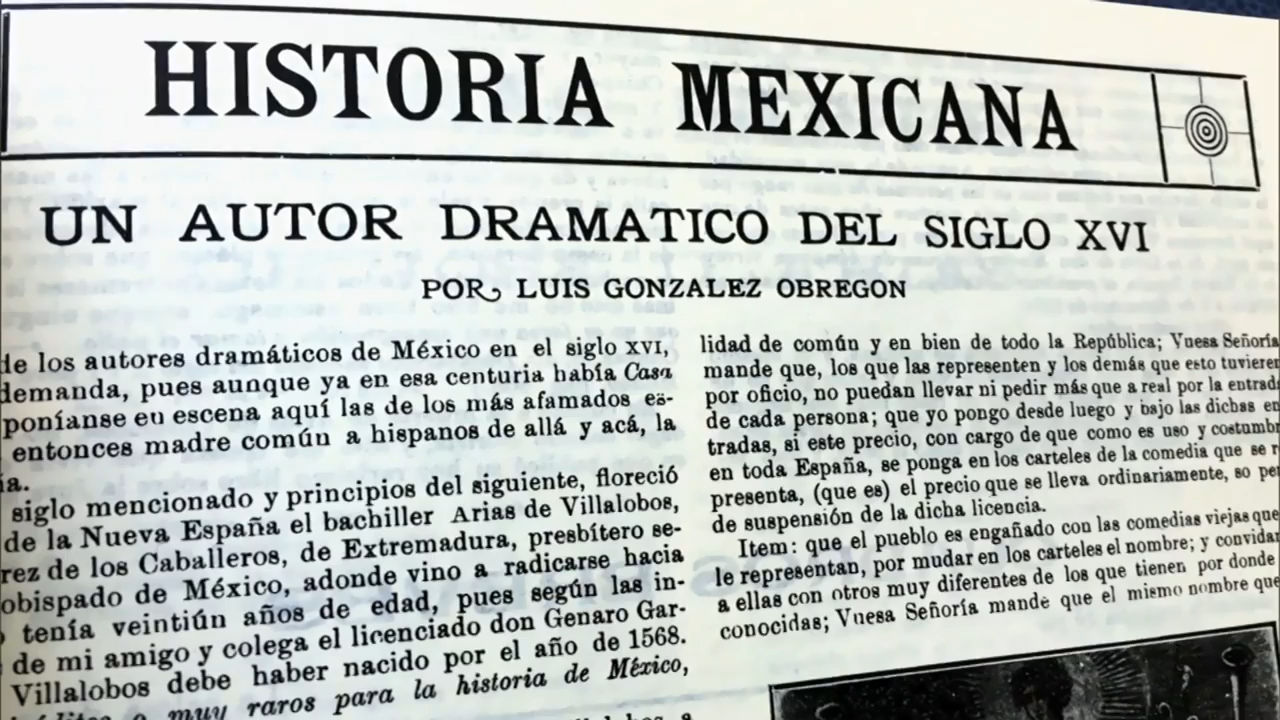 HISTORIA MEXICANA
UN AUTOR DRAMATICO DEL SIGLO XVI
POR LUIS GONZALEZ OBREGON
de los autores dramáticos de México en el siglo XVI,
demanda, pues aunque ya en esa centuria había Casa
poníanse en escena aquí las de los más afamados es-
entonces madre común a hispanos de allá y acá, la
ía.
siglo mencionado y principios del siguiente, floreció
de la Nueva España el bachiller Arias de Villalobos,
rez de los Caballeros, de Extremadura, presbítero se-
obispado de México, adonde vino a radicarse hacia
tenía veintiún años de edad, pues según las in-
de mi amigo y colega el licenciado don Genaro Gar-
Villalobos debe haber nacido por el año de 1568.
o muy raros para la historia de México,
lidad de común y en bien de todo la República; Vuesa Señoría
mande que, los que las representen y los demás que esto tuvieren
por oficio, no puedan llevar ni pedir más que a real por la entrad
de cada persona; que yo pongo desde luego y bajo las dichas en
tradas, si este precio, con cargo de que como es uso y costumbr
en toda España, se ponga en los carteles de la comedia que se r
presenta, (que es) el precio que se lleva ordinariamente, so pen
de suspensión de la dicha licencia.
Item: que el pueblo es engañado con las comedias viejas que
le representan, por mudar en los carteles el nombre; y convidan
a ellas con otros muy diferentes de los que tienen por donde
conocidas; Vuesa Señoría mande que el mismo nombre que